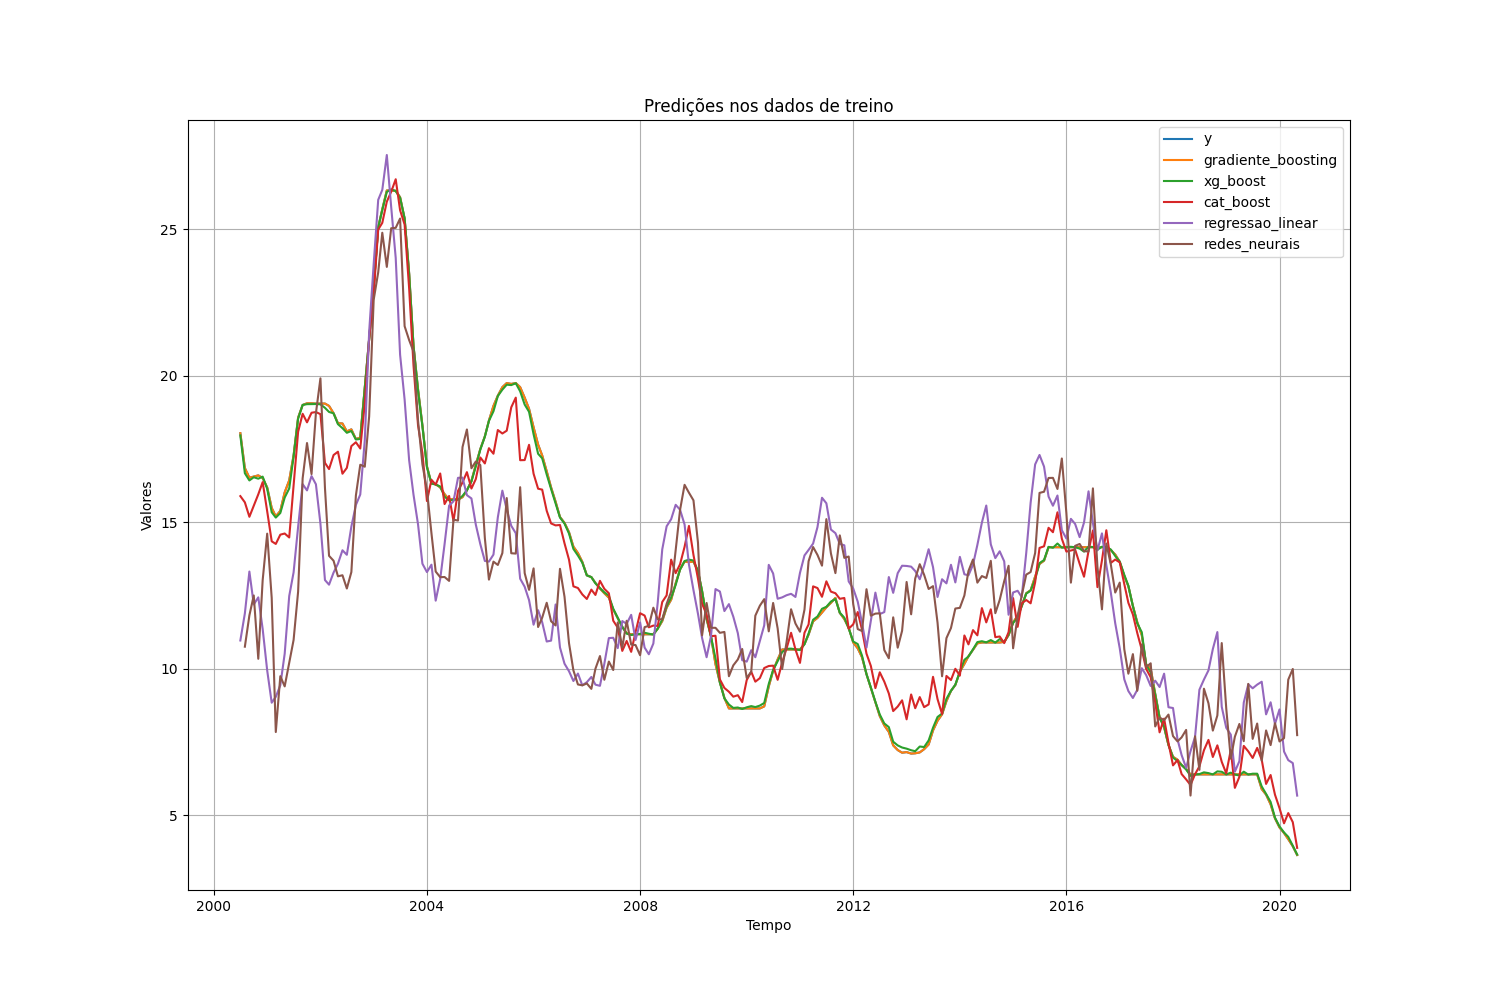 Predições nos dados de treino
y
gradiente_boosting
xg_boost
cat_boost
regressao_linear
redes_neurais
Valores
25
20
15
10
5
2000 2004 2008 2012 2016 2020
Tempo